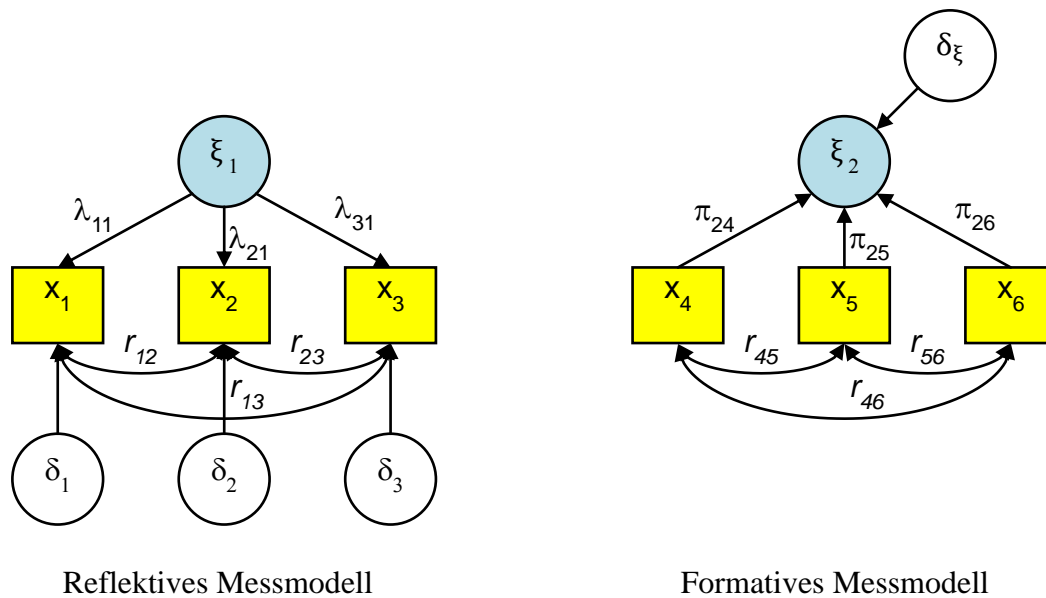 δξ
ξ1
ξ2
λ11
λ21
λ31
π24
π25
π26
x1
x2
x3
x4
x5
x6
r12
r23
r13
r45
r56
r46
δ1
δ2
δ3
Reflektives Messmodell
Formatives Messmodell